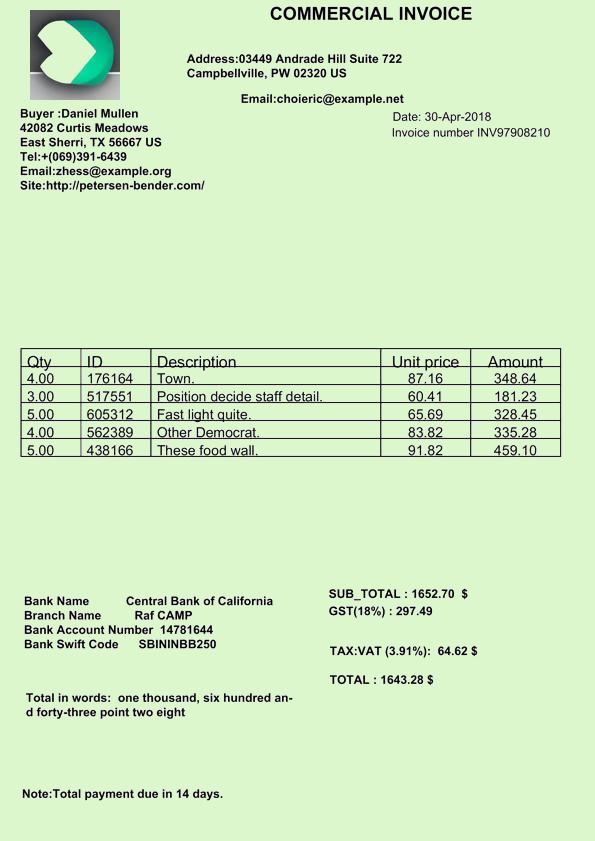 COMMERCIAL INVOICE
Address:03449 Andrade Hill Suite 722
Campbellville, PW 02320 US
Email:choieric@example.net
Date: 30-Apr-2018
Invoice number INV97908210
Buyer :Daniel Mullen
42082 Curtis Meadows
East Sherri, TX 56667 US
Tel:+(069)391-6439
Email:zhess@example.org
Site:http://petersen-bender.com/
Qty ID Description Unit price Amount
4.00 176164 Town. 87.16 348.64
3.00 517551 Position decide staff detail. 60.41 181.23
5.00 605312 Fast light quite. 65.69 328.45
4.00 562389 Other Democrat. 83.82 335.28
5.00 438166 These food wall. 91.82 459.10
SUB_TOTAL : 1652.70 $
GST(18%) : 297.49
TAX:VAT (3.91%): 64.62 $
TOTAL : 1643.28 $
Bank Name Central Bank of California
Branch Name Raf CAMP
Bank Account Number 14781644
Bank Swift Code SBININBB250
Total in words: one thousand, six hundred an-
d forty-three point two eight
Note:Total payment due in 14 days.